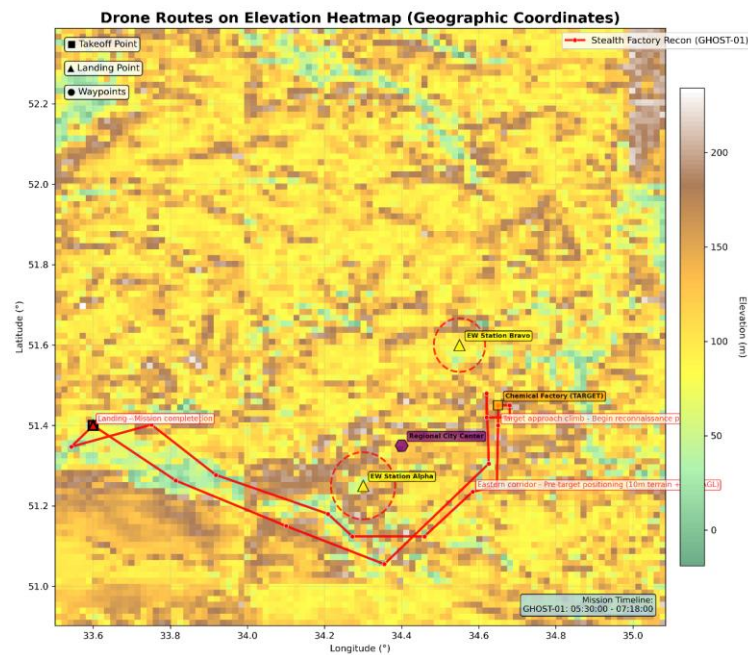 Drone Routes on Elevation Heatmap (Geographic Coordinates)
Takeoff Point
Landing Point
Waypoints
Stealth Factory Recon (GHOST-01)
52.2
52.0
51.8
51.6
51.4
51.2
51.0
Latitude (°)
EW Station Bravo
Chemical Factory (TARGET)
Landing - Mission completion
Target approach climb - Begin reconnaissance p
Regional City Center
EW Station Alpha
Eastern corridor - Pre-target positioning (10m terrain + AGL)
Mission Timeline:
GHOST-01: 05:30:00 - 07:18:00
33.6 33.8 34.0 34.2 34.4 34.6 34.8 35.0
Longitude (°)
200
150
100
50
0
Elevation (m)